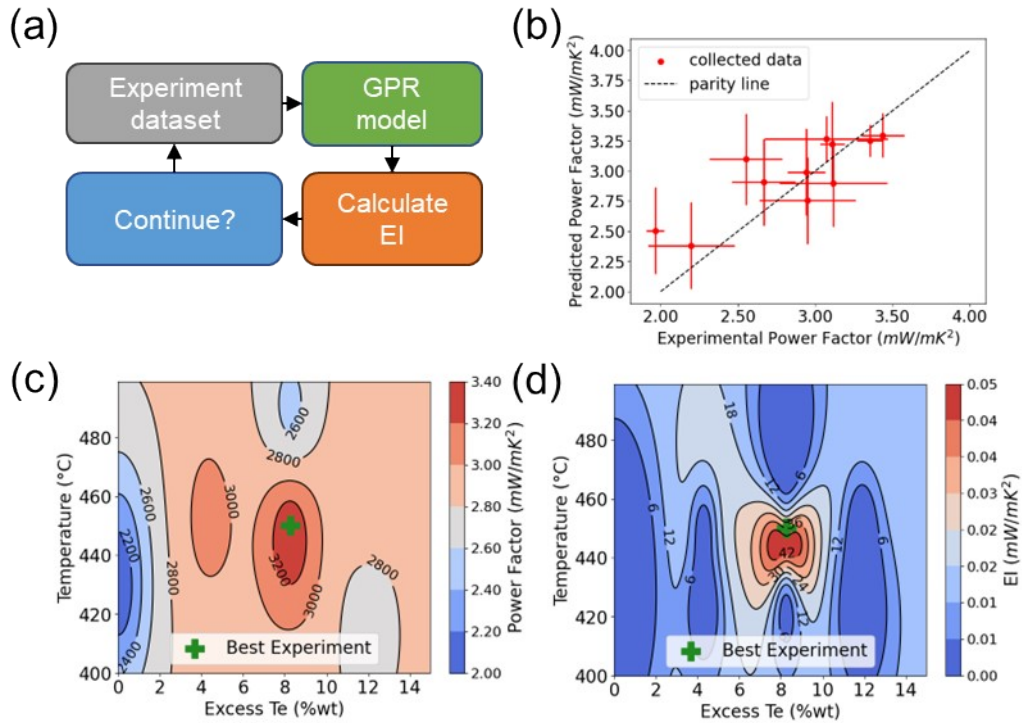 (a)
Experiment
dataset
GPR
model
Continue?
Calculate
EI
(b)
collected data
parity line
Predicted Power Factor (mW/mK²)
4.00
3.75
3.50
3.25
3.00
2.75
2.50
2.25
2.00
2.00 2.50 3.00 3.50 4.00
Experimental Power Factor (mW/mK²)
(c)
Temperature (°C)
480
460
440
420
400
2600
2200
2800
2400
3000
2600
2800
3200
3000
2800
Best Experiment
0 2 4 6 8 10 12 14
Excess Te (%wt)
3.40
3.20
3.00
2.80
2.60
2.40
2.20
2.00
Power Factor (mW/mK²)
(d)
Temperature (°C)
480
460
440
420
400
18
12
6
6
12
6
42
30
12
12
6
Best Experiment
0 2 4 6 8 10 12 14
Excess Te (%wt)
0.05
0.04
0.04
0.03
0.02
0.02
0.01
0.01
0.00
EI (mW/mK²)